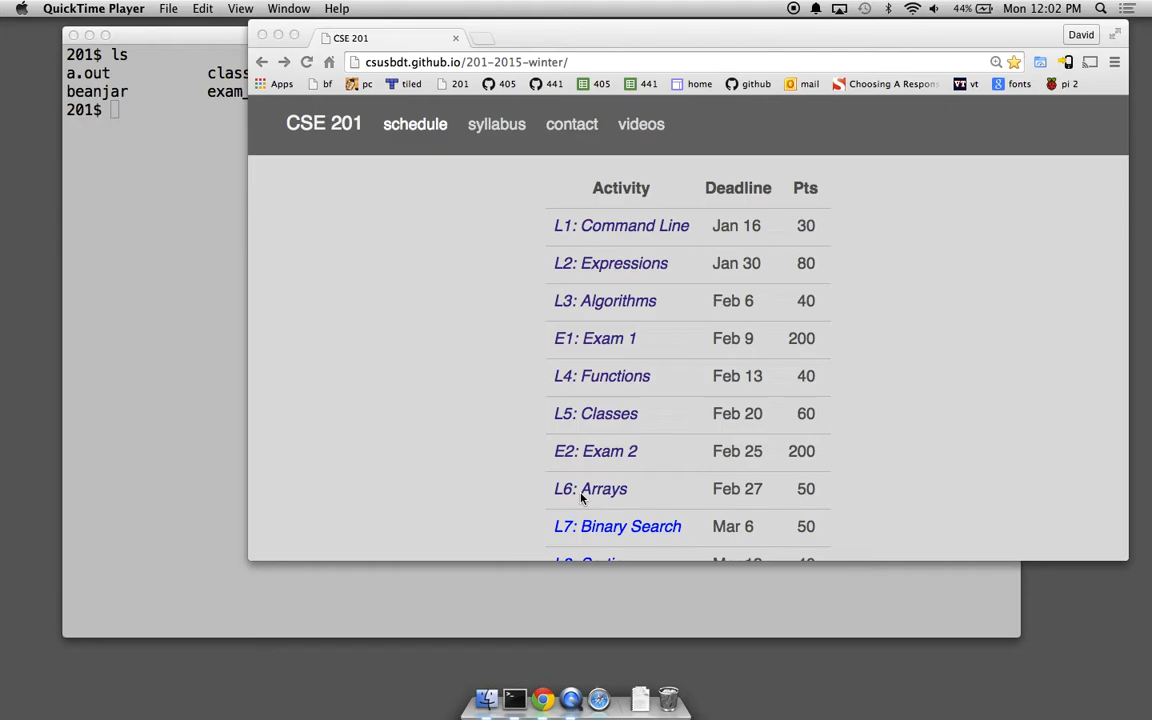 QuickTime Player File Edit View Window Help 44% Mon 12:02 PM
CSE 201 David
csusbdt.github.io/201-2015-winter/
Apps bf pc tiled 201 405 441 405 441 home github mail Choosing A Respons vt fonts pi 2
201$ ls
a.out class
beanjar exam_
201$
CSE 201 schedule syllabus contact videos
Activity Deadline Pts
L1: Command Line Jan 16 30
L2: Expressions Jan 30 80
L3: Algorithms Feb 6 40
E1: Exam 1 Feb 9 200
L4: Functions Feb 13 40
L5: Classes Feb 20 60
E2: Exam 2 Feb 25 200
L6: Arrays Feb 27 50
L7: Binary Search Mar 6 50